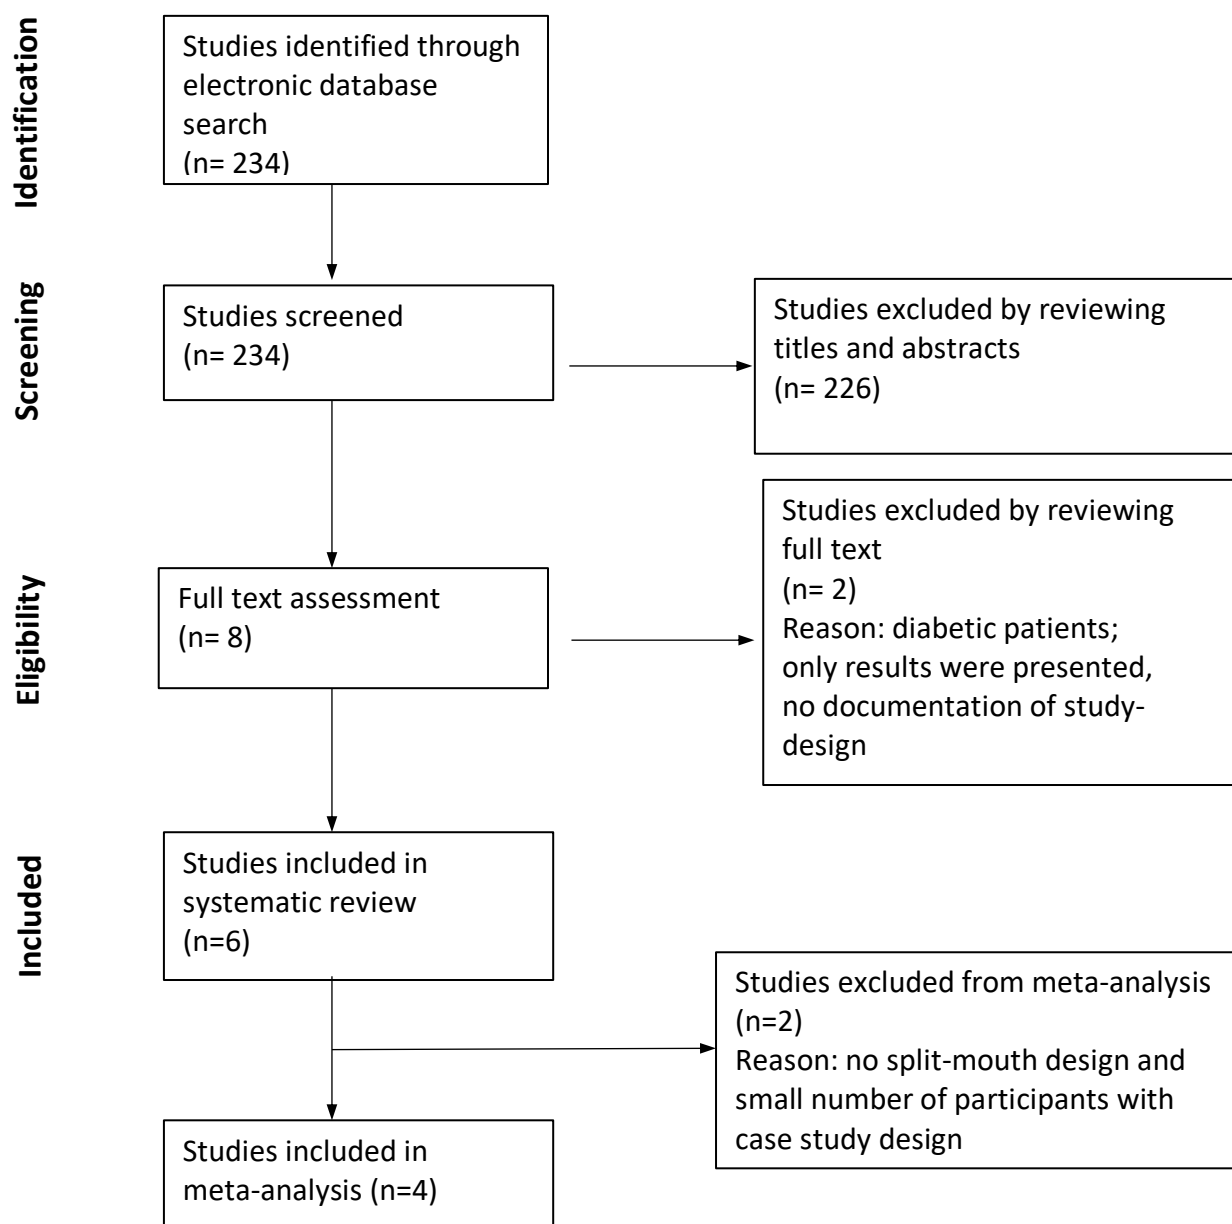 Identification
Studies identified through
electronic database
search
(n= 234)
Screening
Studies screened
(n= 234)
Studies excluded by reviewing
titles and abstracts
(n= 226)
Eligibility
Full text assessment
(n= 8)
Studies excluded by reviewing
full text
(n= 2)
Reason: diabetic patients;
only results were presented,
no documentation of study-
design
Included
Studies included in
systematic review
(n=6)
Studies excluded from meta-analysis
(n=2)
Reason: no split-mouth design and
small number of participants with
case study design
Studies included in
meta-analysis (n=4)